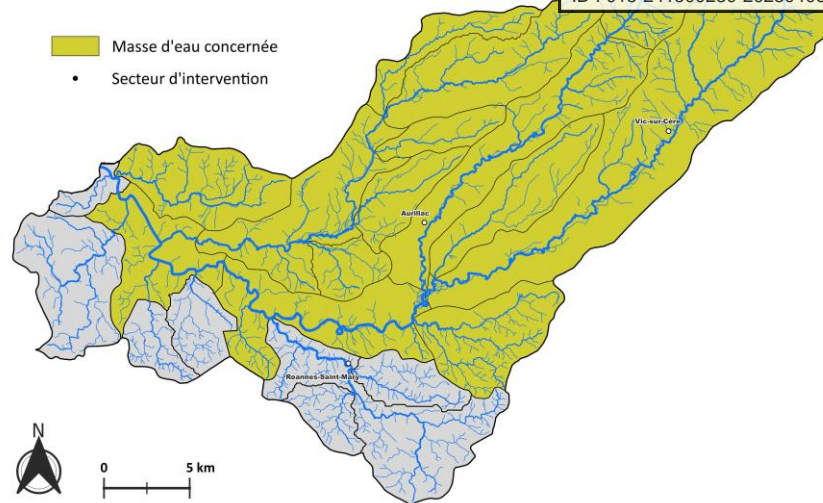 Masse d'eau concernée
Secteur d'intervention
Vic-sur-Cère
Aurillac
Roannes-Saint-Mary
N
0 5 km